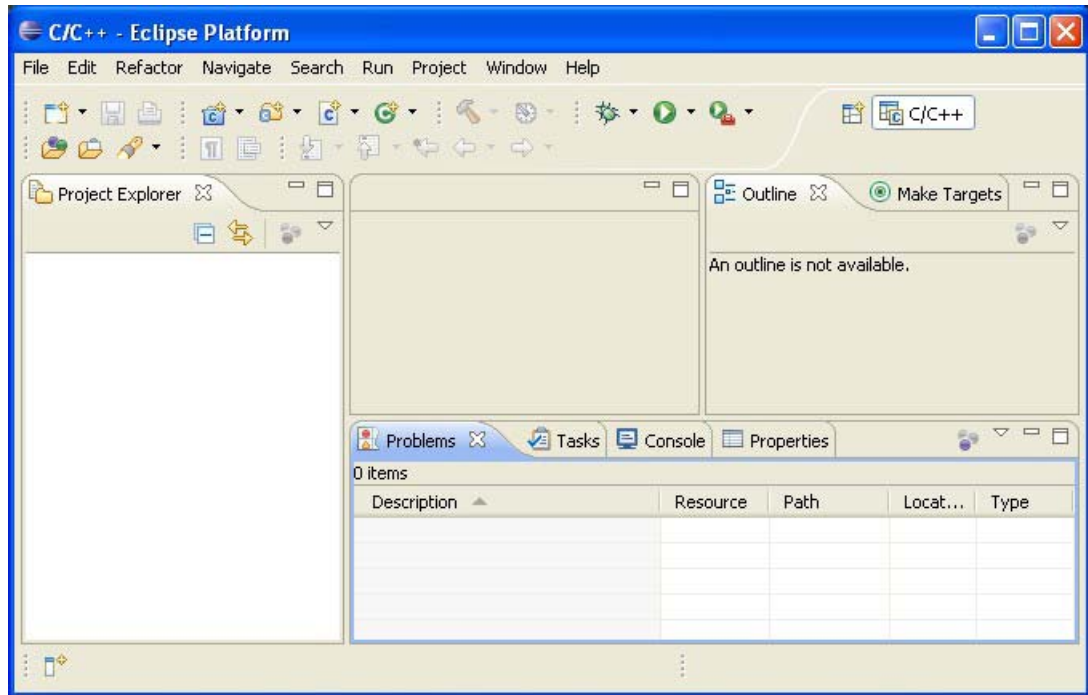 C/C++ - Eclipse Platform
File Edit Refactor Navigate Search Run Project Window Help
C/C++
Project Explorer
Outline
Make Targets
An outline is not available.
Problems
Tasks
Console
Properties
0 items
Description
Resource
Path
Locat...
Type